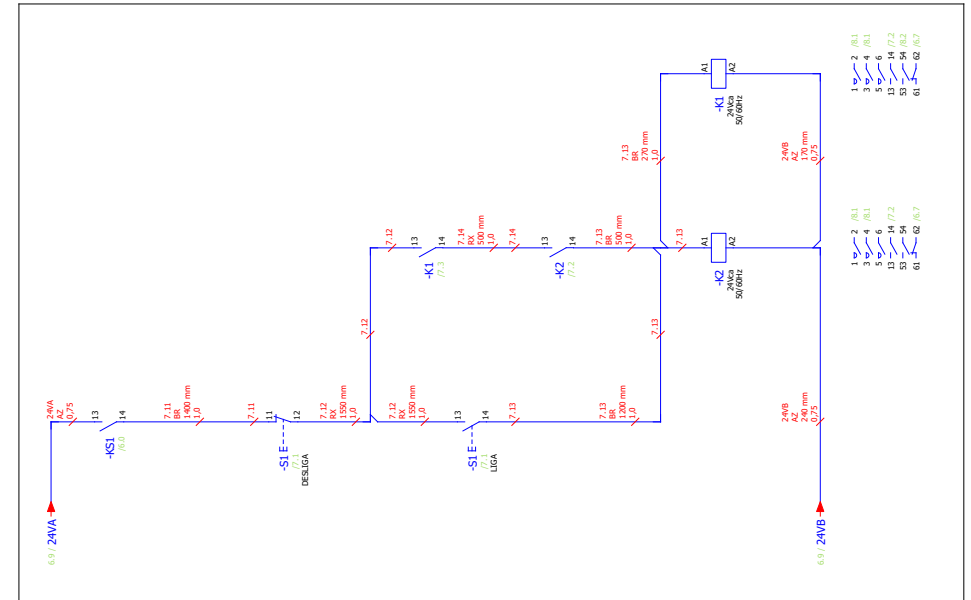 24VA
AZ
0,75
13
14
-KS1
/6.0
7.11
BR
1400 mm
1,0
7.11
11
12
-S1 E
/7.1
DESLIGA
7.12
RX
1550 mm
1,0
7.12
RX
1550 mm
1,0
13
14
-S1 E
/7.1
LIGA
7.13
7.13
BR
1200 mm
1,0
7.12
7.13
7.12
13
14
-K1
/7.3
7.14
RX
500 mm
1,0
7.14
13
14
-K2
/7.2
7.13
BR
500 mm
1,0
7.13
A1
A2
-K2
24Vca
50/60Hz
7.13
BR
270 mm
1,0
A1
A2
-K1
24Vca
50/60Hz
24VB
AZ
170 mm
0,75
24VB
AZ
240 mm
0,75
6.9 / 24VA
6.9 / 24VB
1 2 /8.1
3 4 /8.1
5 6
13 14 /7.2
53 54 /8.2
61 62 /6.7
1 2 /8.1
3 4 /8.1
5 6
13 14 /7.2
53 54
61 62 /6.7